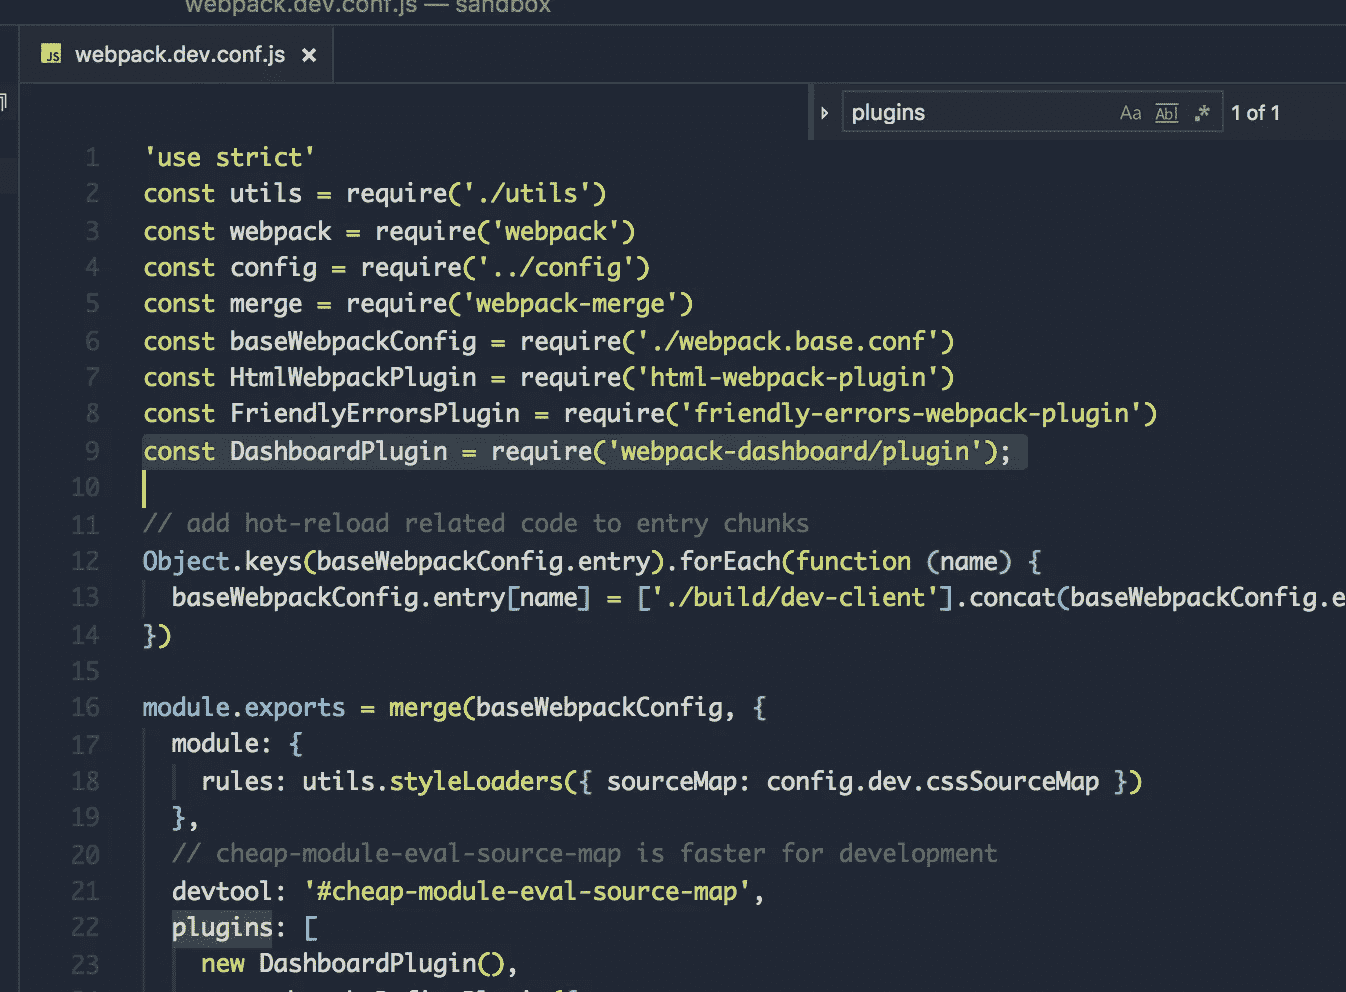 webpack.dev.conf.js — sandbox
JS webpack.dev.conf.js ×
plugins Aa Abl .* 1 of 1
1 'use strict'
2 const utils = require('./utils')
3 const webpack = require('webpack')
4 const config = require('../config')
5 const merge = require('webpack-merge')
6 const baseWebpackConfig = require('./webpack.base.conf')
7 const HtmlWebpackPlugin = require('html-webpack-plugin')
8 const FriendlyErrorsPlugin = require('friendly-errors-webpack-plugin')
9 const DashboardPlugin = require('webpack-dashboard/plugin');
10
11 // add hot-reload related code to entry chunks
12 Object.keys(baseWebpackConfig.entry).forEach(function (name) {
13 baseWebpackConfig.entry[name] = ['./build/dev-client'].concat(baseWebpackConfig.e
14 })
15
16 module.exports = merge(baseWebpackConfig, {
17 module: {
18 rules: utils.styleLoaders({ sourceMap: config.dev.cssSourceMap })
19 },
20 // cheap-module-eval-source-map is faster for development
21 devtool: '#cheap-module-eval-source-map',
22 plugins: [
23 new DashboardPlugin(),